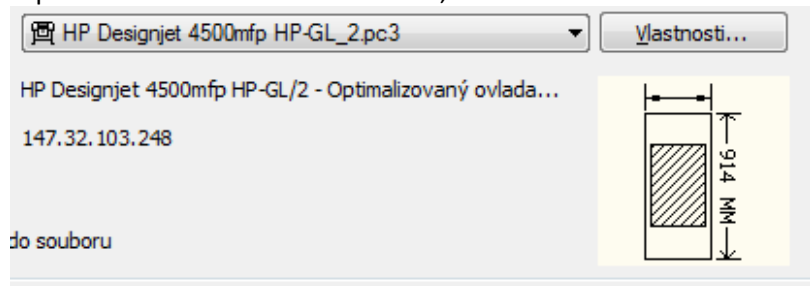 HP Designjet 4500mfp HP-GL_2.pc3
Vlastnosti...
HP Designjet 4500mfp HP-GL/2 - Optimalizovaný ovlada...
147.32.103.248
914 MM
do souboru